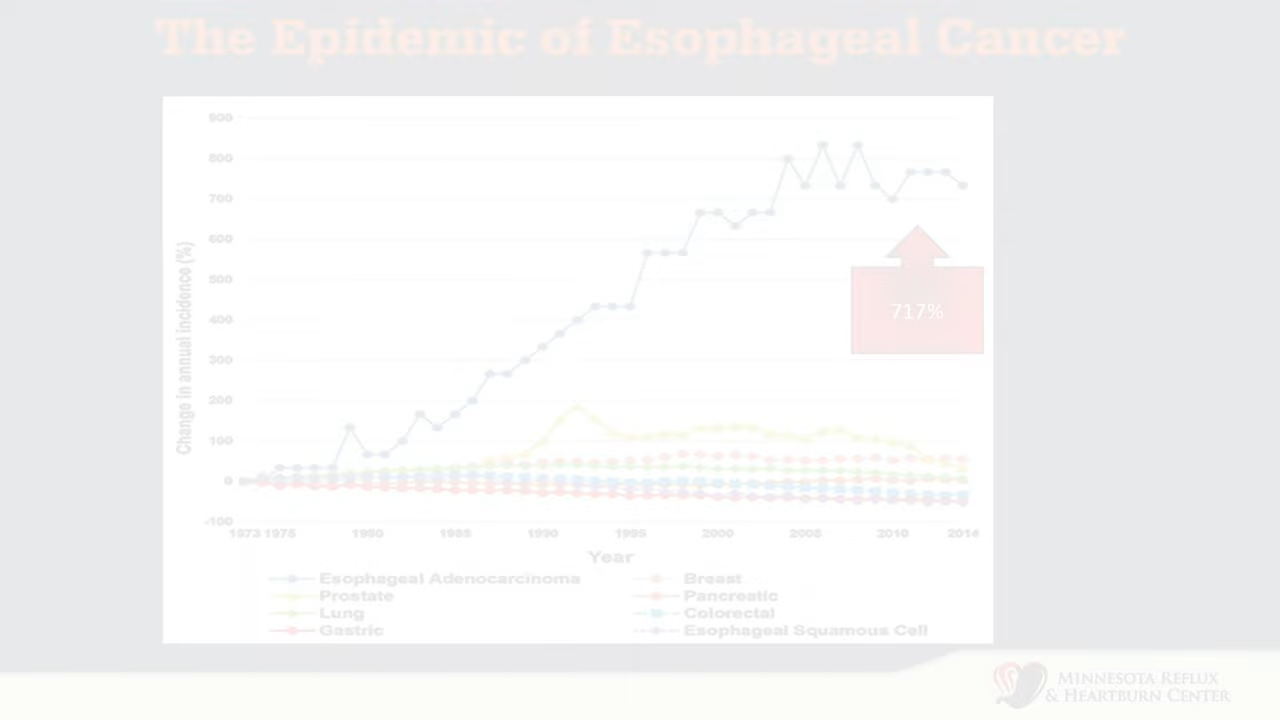 The Epidemic of Esophageal Cancer
900
800
700
600
500
400
300
200
100
0
-100
Change in annual incidence (%)
717%
1973 1975 1980 1985 1990 1995 2000 2005 2010 2014
Year
Esophageal Adenocarcinoma Breast
Prostate Pancreatic
Lung Colorectal
Gastric Esophageal Squamous Cell
MINNESOTA REFLUX
& HEARTBURN CENTER